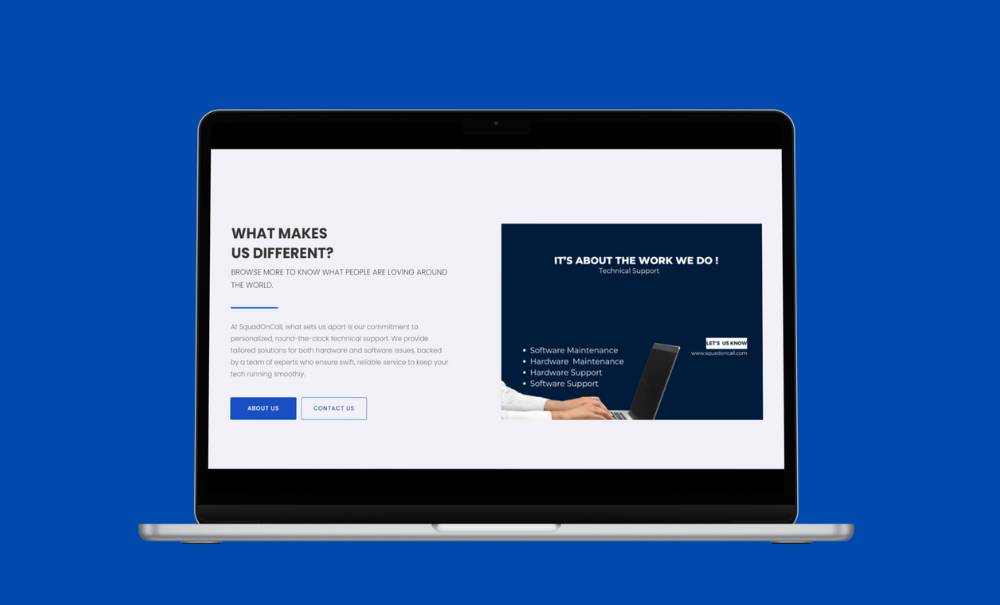 WHAT MAKES
US DIFFERENT?
BROWSE MORE TO KNOW WHAT PEOPLE ARE LOVING AROUND
THE WORLD.
At SquadOnCall, what sets us apart is our commitment to
personalized, round-the-clock technical support. We provide
tailored solutions for both hardware and software issues, backed
by a team of experts who ensure swift, reliable service to keep your
tech running smoothly.
ABOUT US
CONTACT US
IT'S ABOUT THE WORK WE DO !
Technical Support
• Software Maintenance
• Hardware Maintenance
• Hardware Support
• Software Support
LET'S US KNOW
www.squadoncall.com